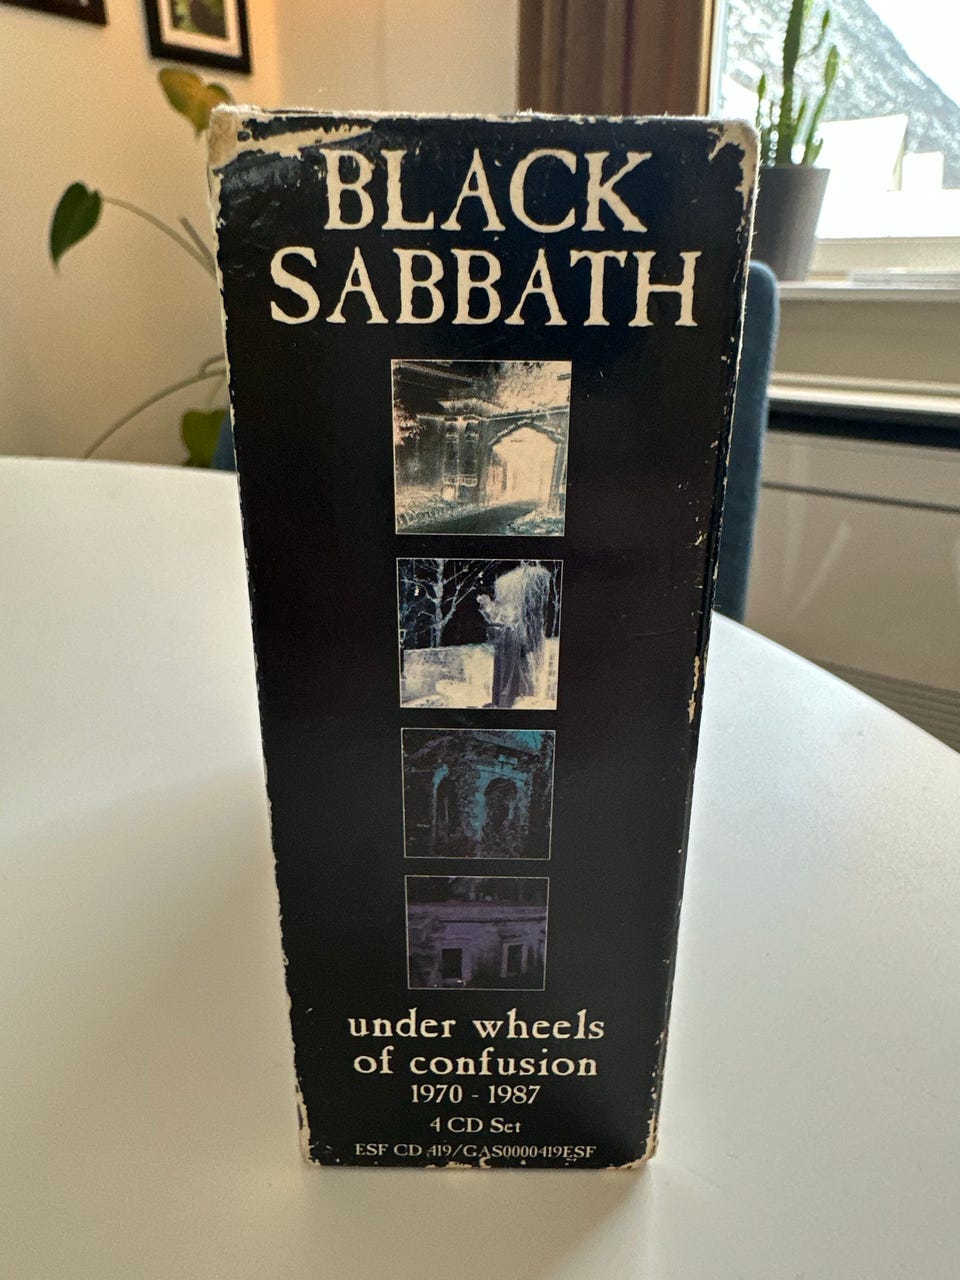 BLACK
SABBATH
under wheels
of confusion
1970 - 1987
4 CD Set
ESF CD 419/GAS0000419ESF